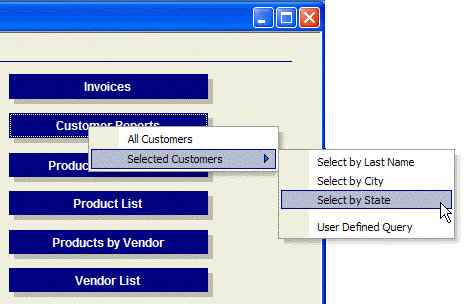 Invoices
Customer Reports
All Customers
Selected Customers
Select by Last Name
Select by City
Select by State
User Defined Query
Product List
Products by Vendor
Vendor List